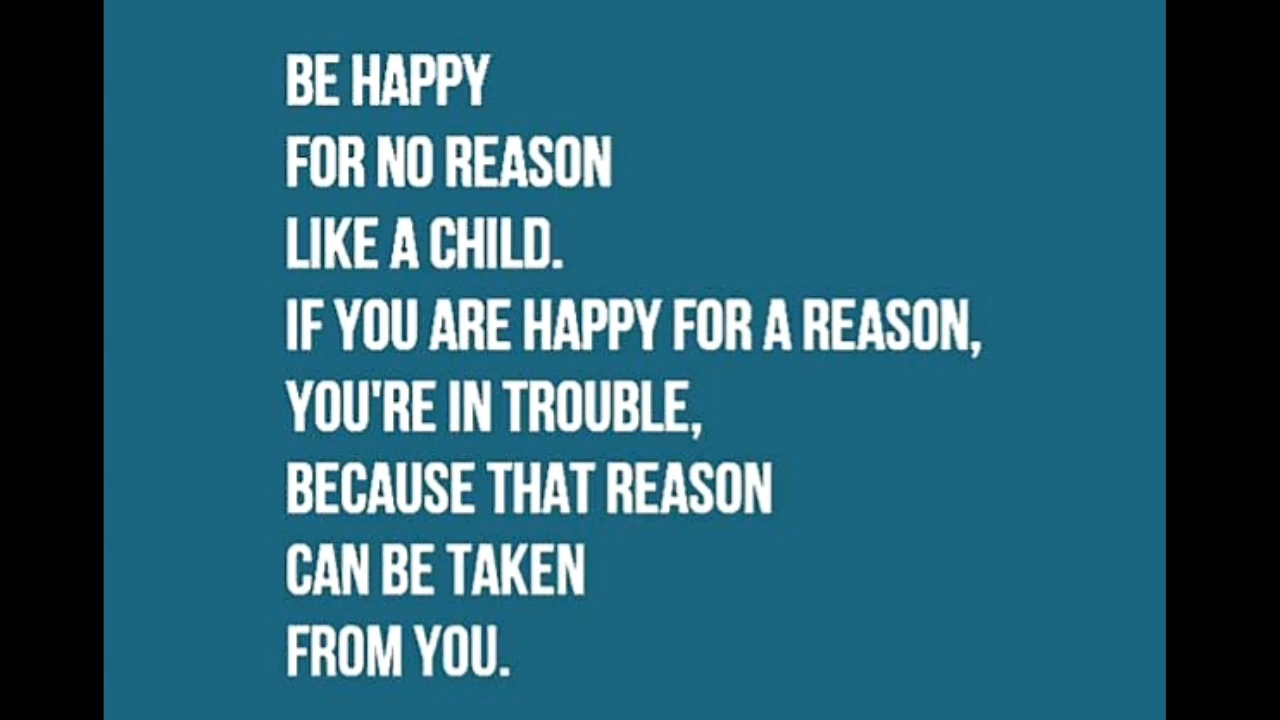 BE HAPPY
FOR NO REASON
LIKE A CHILD.
IF YOU ARE HAPPY FOR A REASON,
YOU'RE IN TROUBLE,
BECAUSE THAT REASON
CAN BE TAKEN
FROM YOU.